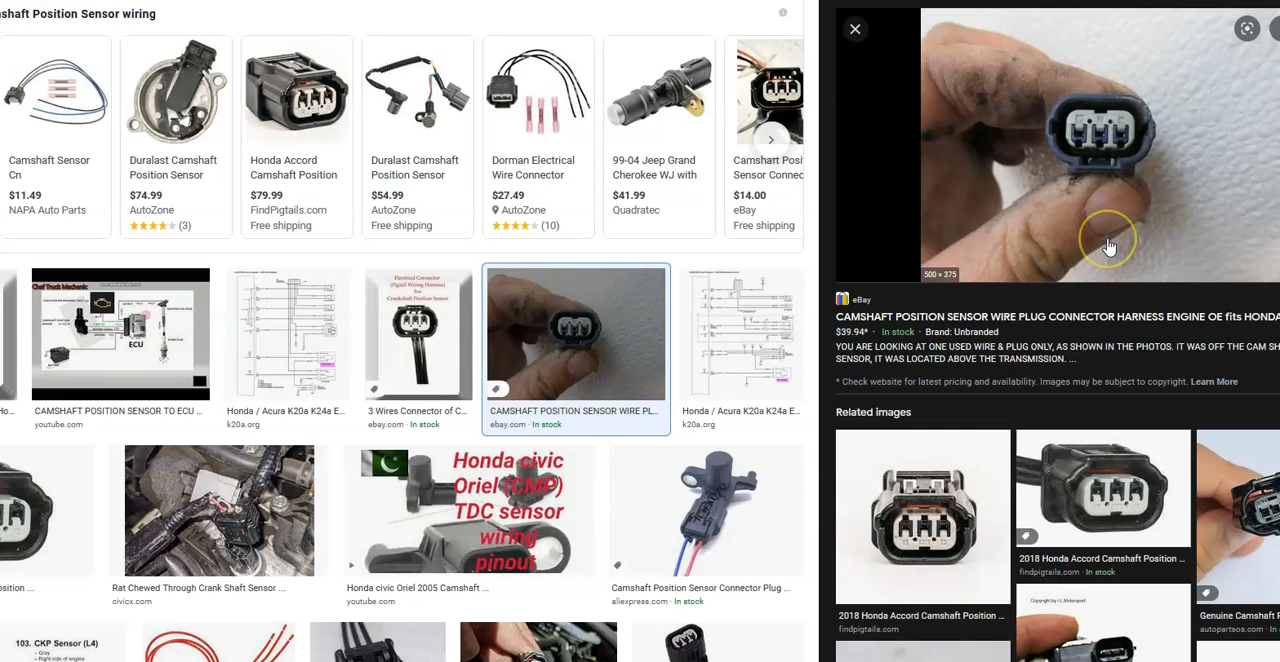 shaft Position Sensor wiring
Camshaft Sensor
Cn
$11.49
NAPA Auto Parts
Duralast Camshaft
Position Sensor
$74.99
AutoZone
(3)
Honda Accord
Camshaft Position
$79.99
FindPigtails.com
Free shipping
Duralast Camshaft
Position Sensor
$54.99
AutoZone
Free shipping
Dorman Electrical
Wire Connector
$27.49
AutoZone
(10)
99-04 Jeep Grand
Cherokee WJ with
$41.99
Quadratec
Camshaft Posi
Sensor Connec
$14.00
eBay
Free shipping
Chef Truck Mechanic
ECU
Electrical Connector
(Pigtail Wiring Harness)
For
Crankshaft Position Sensor
Ho...
CAMSHAFT POSITION SENSOR TO ECU ...
youtube.com
Honda / Acura K20a K24a E...
k20a.org
3 Wires Connector of C...
ebay.com · In stock
CAMSHAFT POSITION SENSOR WIRE PL...
ebay.com · In stock
Honda / Acura K20a K24a E...
k20a.org
Honda civic
Oriel (CMP)
TDC sensor
wiring
pinout
osition ...
Rat Chewed Through Crank Shaft Sensor ...
civicx.com
Honda civic Oriel 2005 Camshaft ...
youtube.com
Camshaft Position Sensor Connector Plug ...
aliexpress.com · In stock
103. CKP Sensor (L4)
– Gray
– Right side of engine
500 × 375
eBay
CAMSHAFT POSITION SENSOR WIRE PLUG CONNECTOR HARNESS ENGINE OE fits HONDA
$39.94* · In stock · Brand: Unbranded
YOU ARE LOOKING AT ONE USED WIRE & PLUG ONLY, AS SHOWN IN THE PHOTOS. IT WAS OFF THE CAM SH
SENSOR, IT WAS LOCATED ABOVE THE TRANSMISSION. ...
* Check website for latest pricing and availability. Images may be subject to copyright. Learn More
Related images
2018 Honda Accord Camshaft Position ...
findpigtails.com
2018 Honda Accord Camshaft Position ...
findpigtails.com · In stock
Genuine Camshaft F
autopartsos.com · In